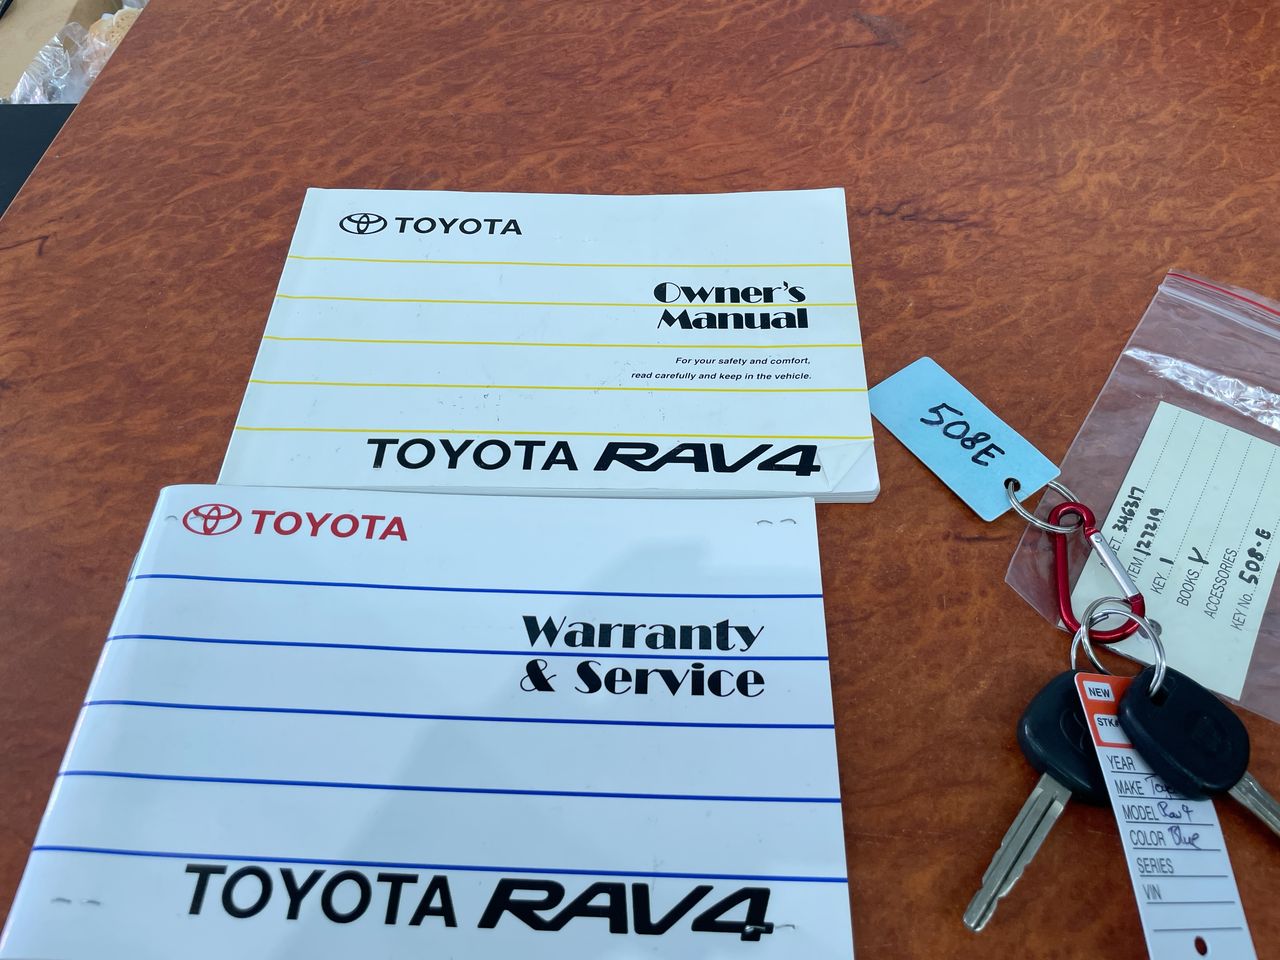 TOYOTA
Owner's
Manual
For your safety and comfort,
read carefully and keep in the vehicle.
TOYOTA RAV4
TOYOTA
Warranty
& Service
TOYOTA RAV4
508E
346317
ITEM 127219
KEY 1
BOOKS Y
ACCESSORIES
KEY No. 508-E
NEW
STK#
YEAR
MAKE
MODEL Rav4
COLOR Blue
SERIES
VIN